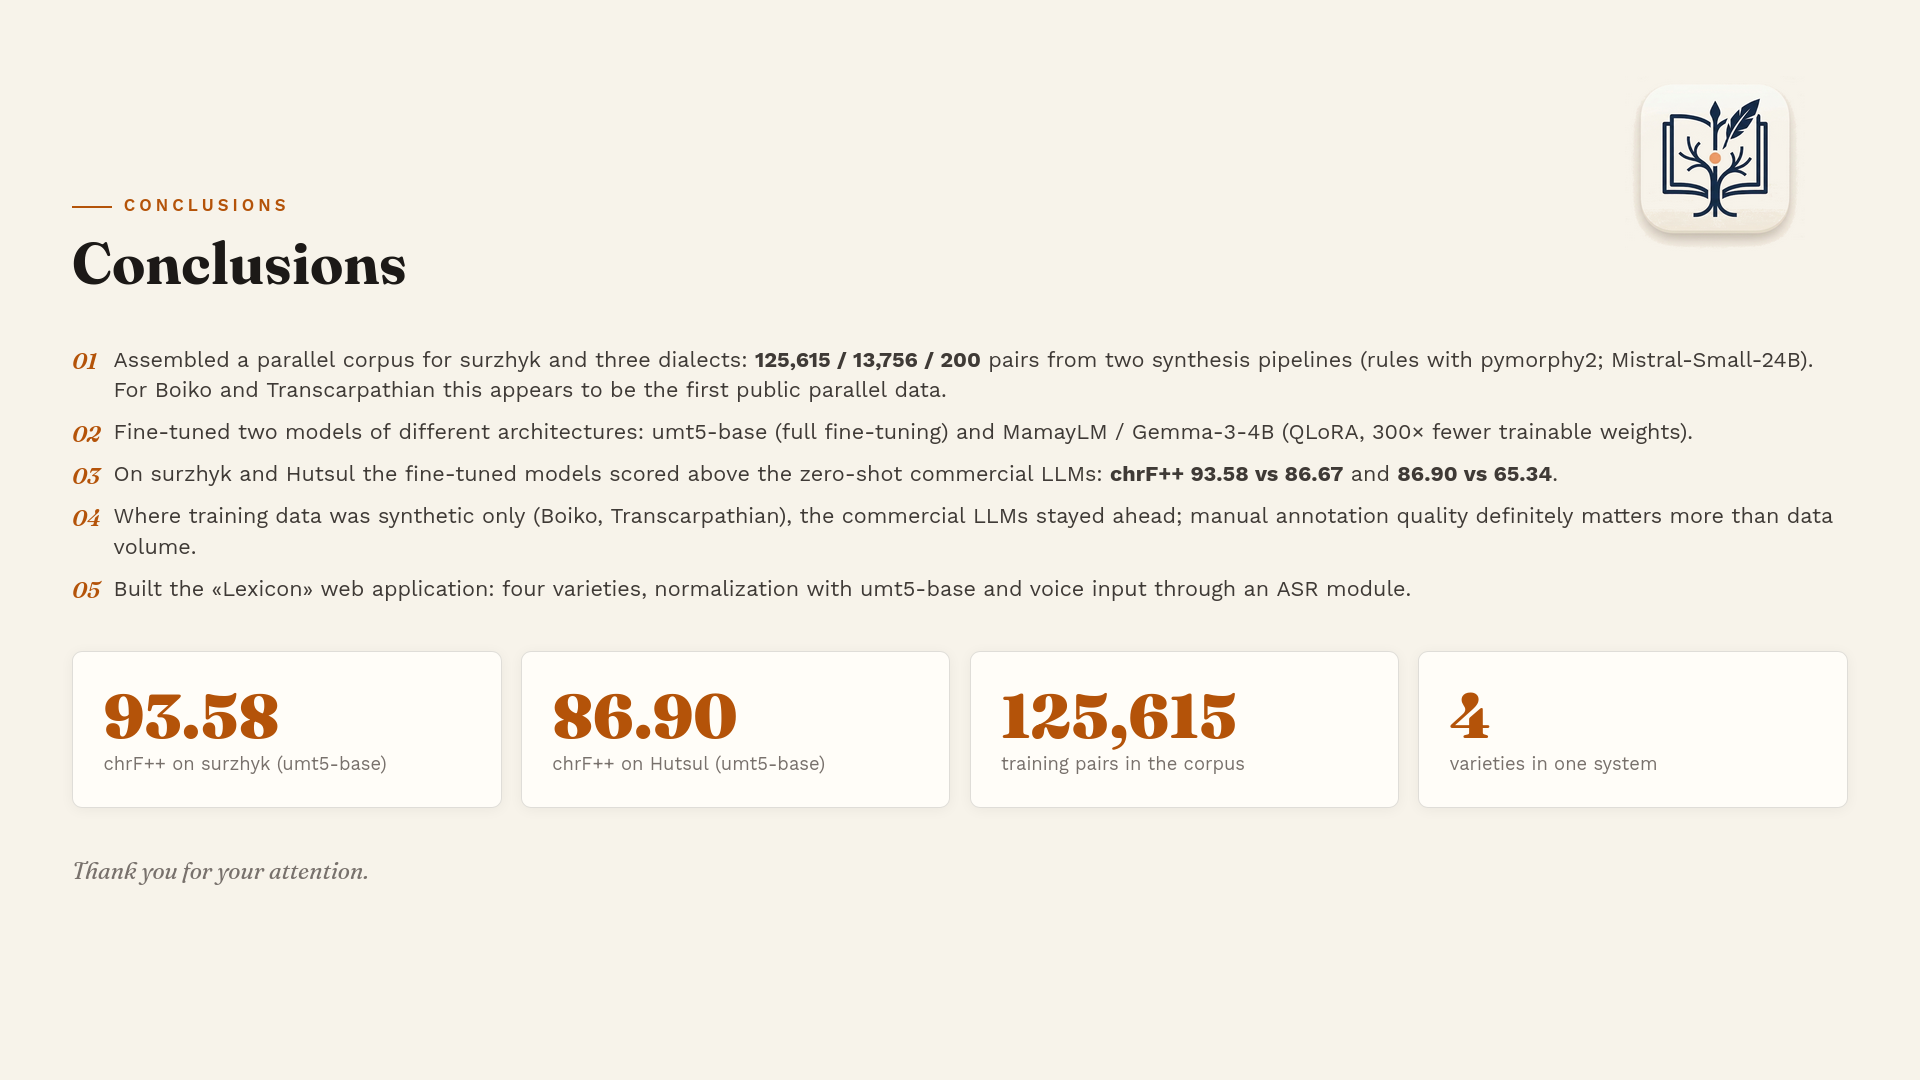 CONCLUSIONS
Conclusions
01 Assembled a parallel corpus for surzhyk and three dialects: 125,615 / 13,756 / 200 pairs from two synthesis pipelines (rules with pymorphy2; Mistral-Small-24B).
For Boiko and Transcarpathian this appears to be the first public parallel data.
02 Fine-tuned two models of different architectures: umt5-base (full fine-tuning) and MamayLM / Gemma-3-4B (QLoRA, 300× fewer trainable weights).
03 On surzhyk and Hutsul the fine-tuned models scored above the zero-shot commercial LLMs: chrF++ 93.58 vs 86.67 and 86.90 vs 65.34.
04 Where training data was synthetic only (Boiko, Transcarpathian), the commercial LLMs stayed ahead; manual annotation quality definitely matters more than data
volume.
05 Built the «Lexicon» web application: four varieties, normalization with umt5-base and voice input through an ASR module.
93.58
chrF++ on surzhyk (umt5-base)
86.90
chrF++ on Hutsul (umt5-base)
125,615
training pairs in the corpus
4
varieties in one system
Thank you for your attention.